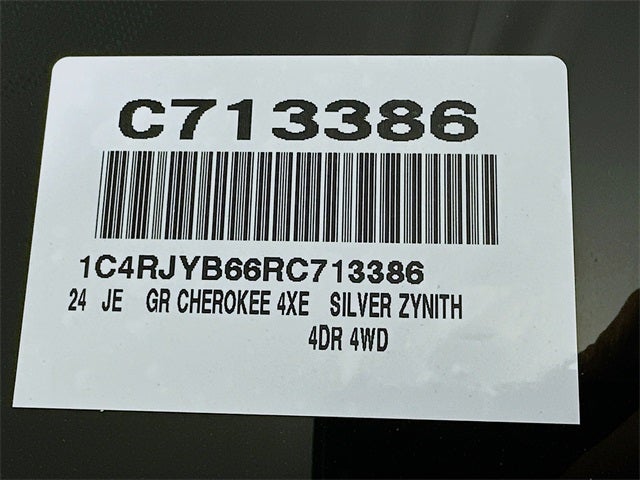 C713386
1C4RJYB66RC713386
24 JE GR CHEROKEE 4XE SILVER ZYNITH
4DR 4WD